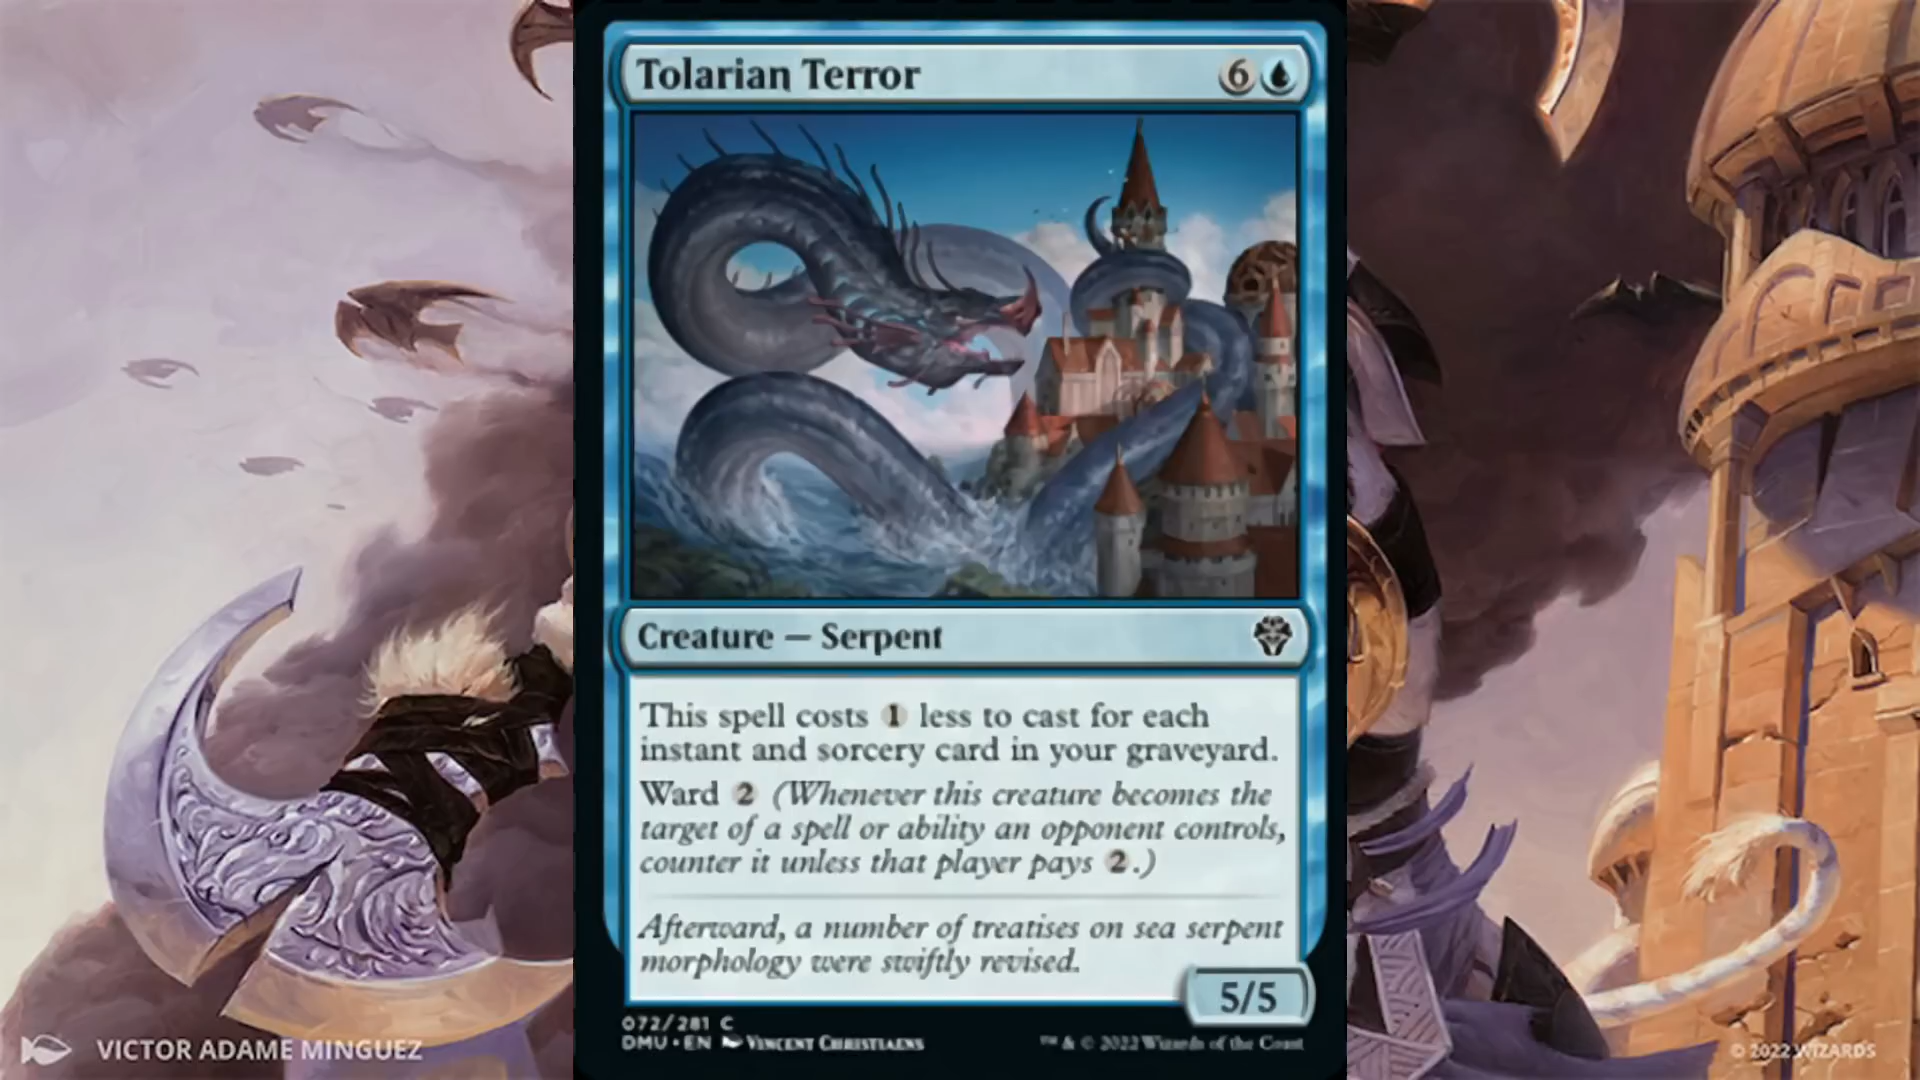 Tolarian Terror 6
Creature — Serpent
This spell costs 1 less to cast for each
instant and sorcery card in your graveyard.
Ward 2 (Whenever this creature becomes the
target of a spell or ability an opponent controls,
counter it unless that player pays 2.)
Afterward, a number of treatises on sea serpent
morphology were swiftly revised.
5/5
072/281 C
DMU • EN Vincent Christiaens
™ & © 2022 Wizards of the Coast
VICTOR ADAME MINGUEZ
© 2022 WIZARDS